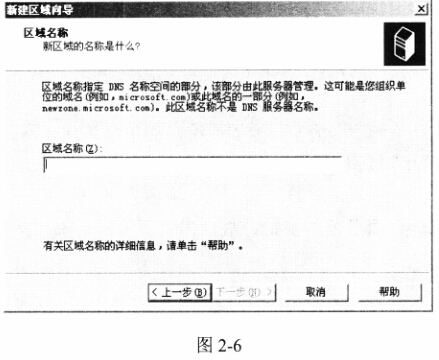 新建区域向导
区域名称
新区域的名称是什么?
区域名称指定 DNS 名称空间的部分，该部分由此服务器管理。这可能是您组织单
位的域名(例如，microsoft.com)或此域名的一部分(例如，
newzone.microsoft.com)。此区域名称不是 DNS 服务器名称。
区域名称(Z):
有关区域名称的详细信息，请单击“帮助”。
< 上一步(B) 下一步(N) > 取消 帮助
图 2-6